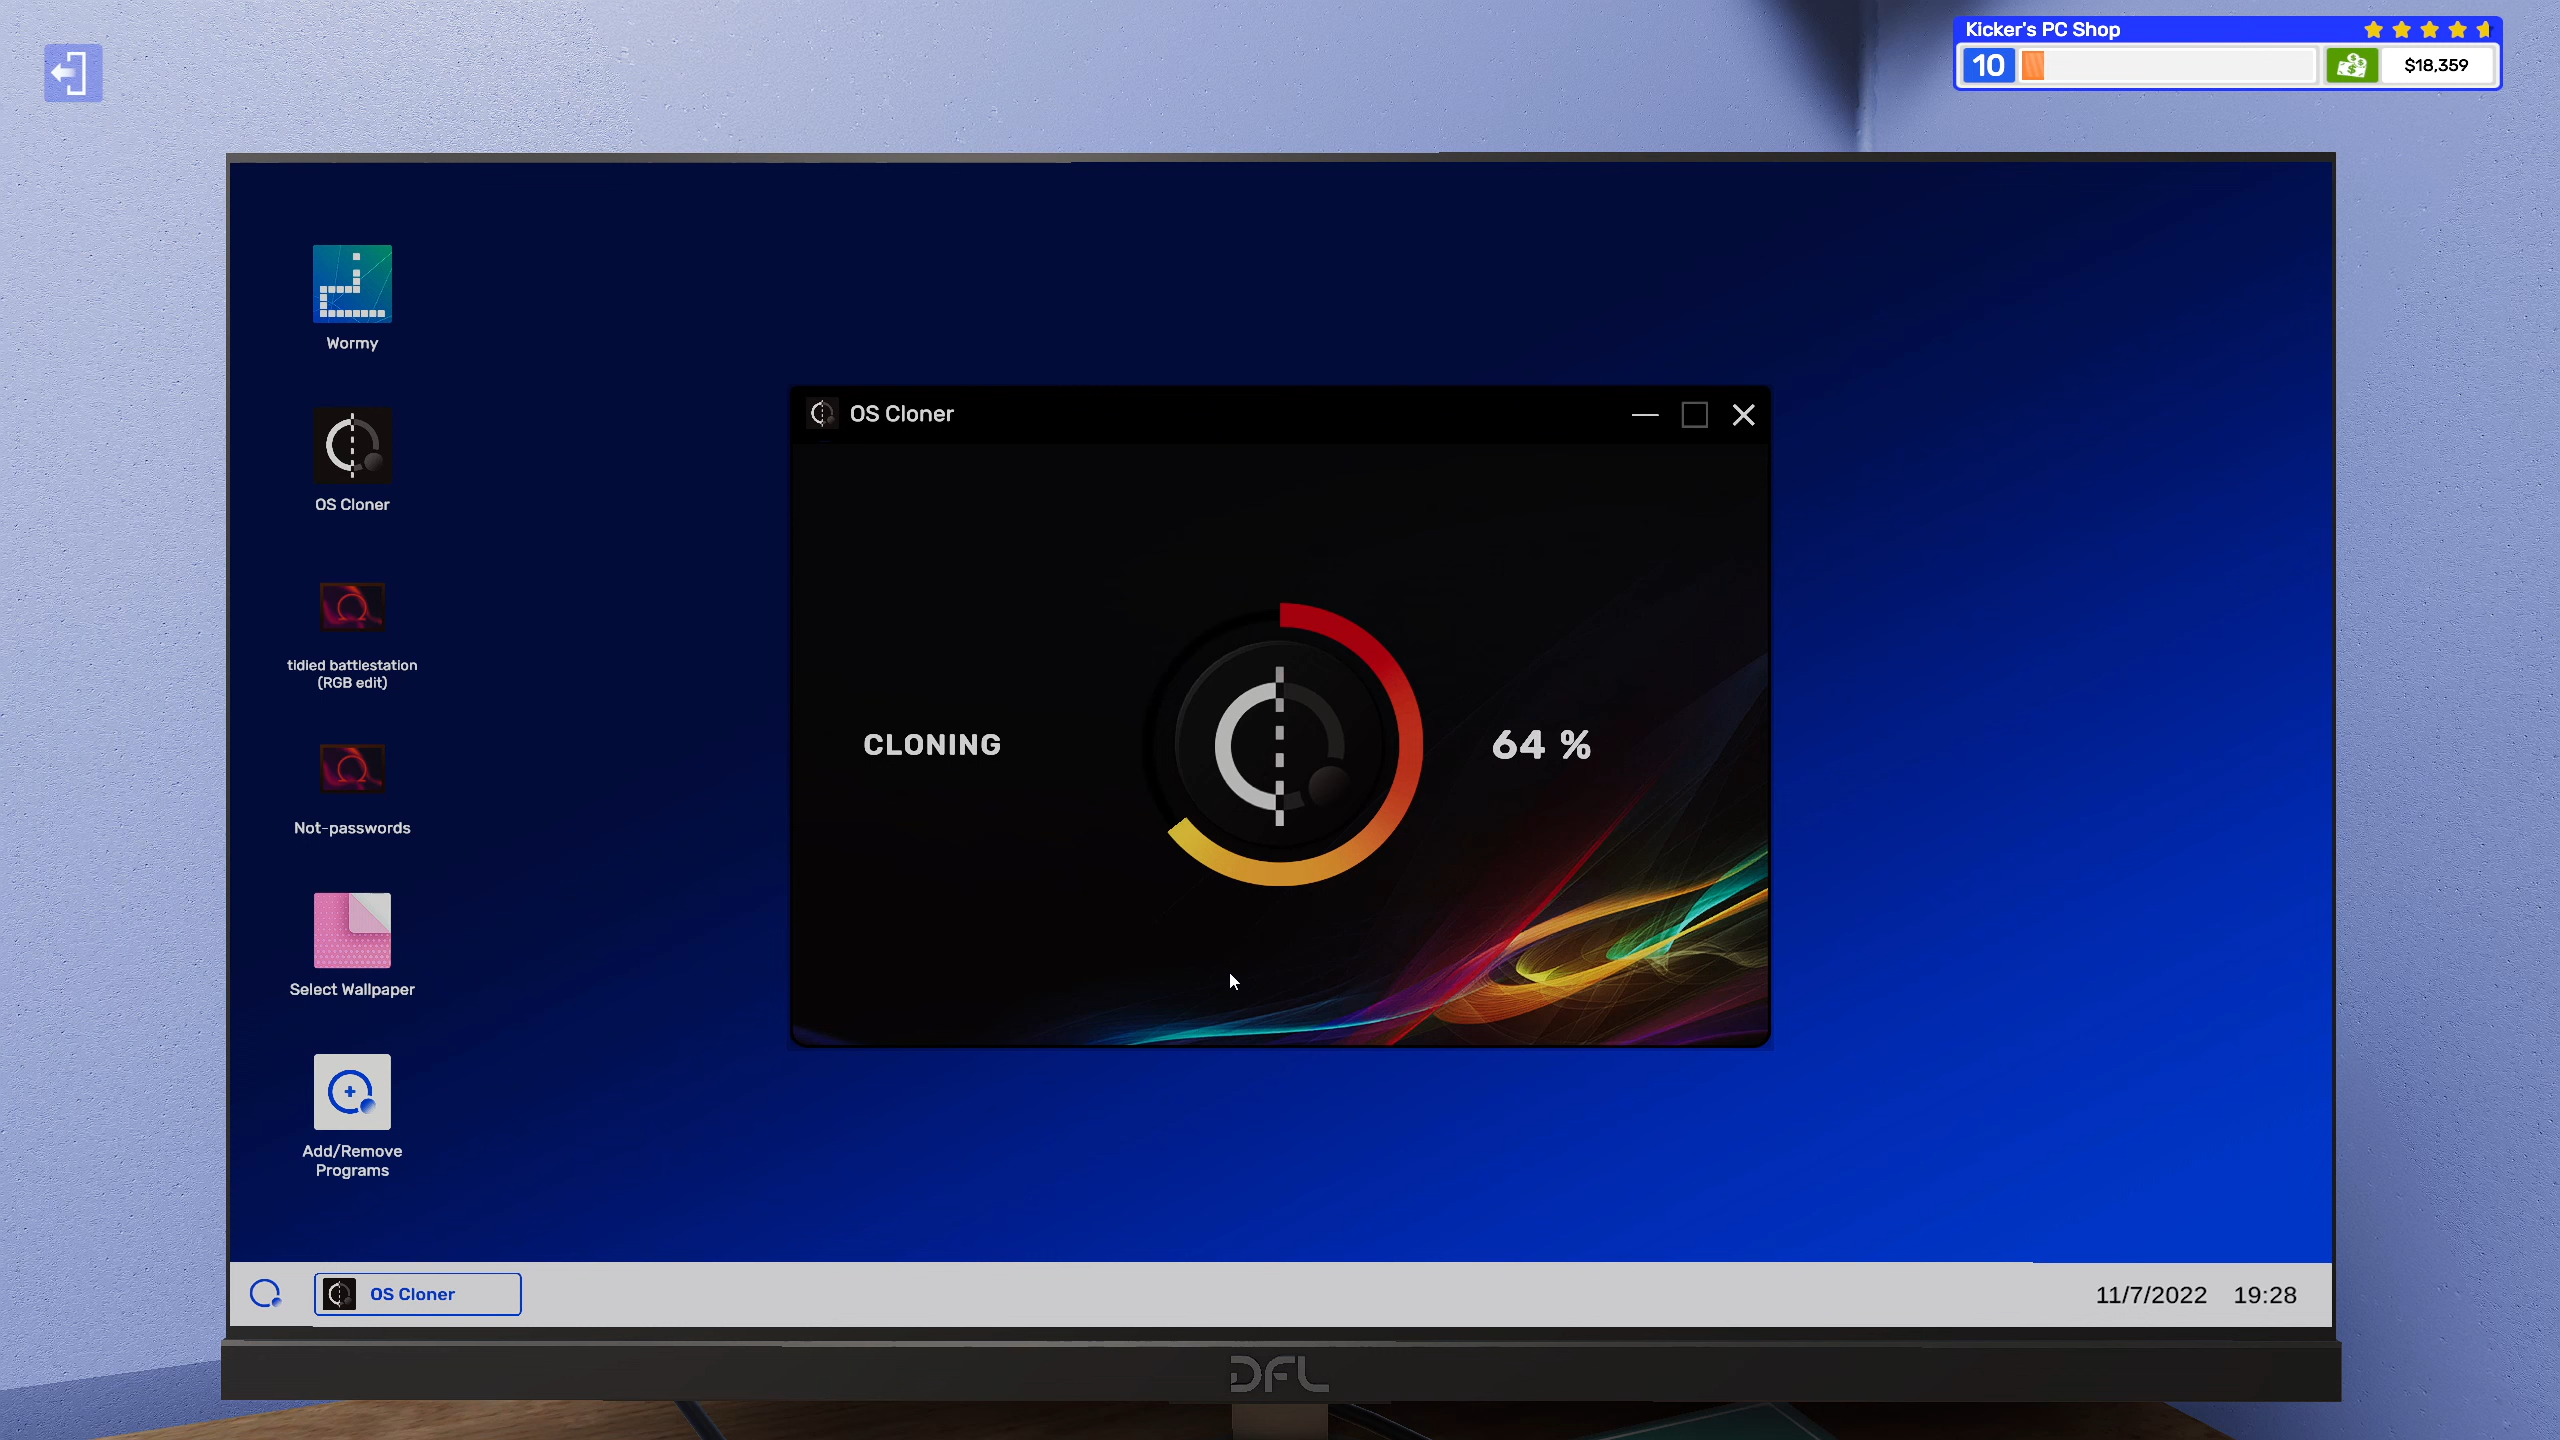 Kicker's PC Shop
10
$18,359
Wormy
OS Cloner
tidied battlestation
(RGB edit)
Not-passwords
Select Wallpaper
Add/Remove
Programs
OS Cloner
CLONING
64 %
OS Cloner
11/7/2022 19:28
DFL